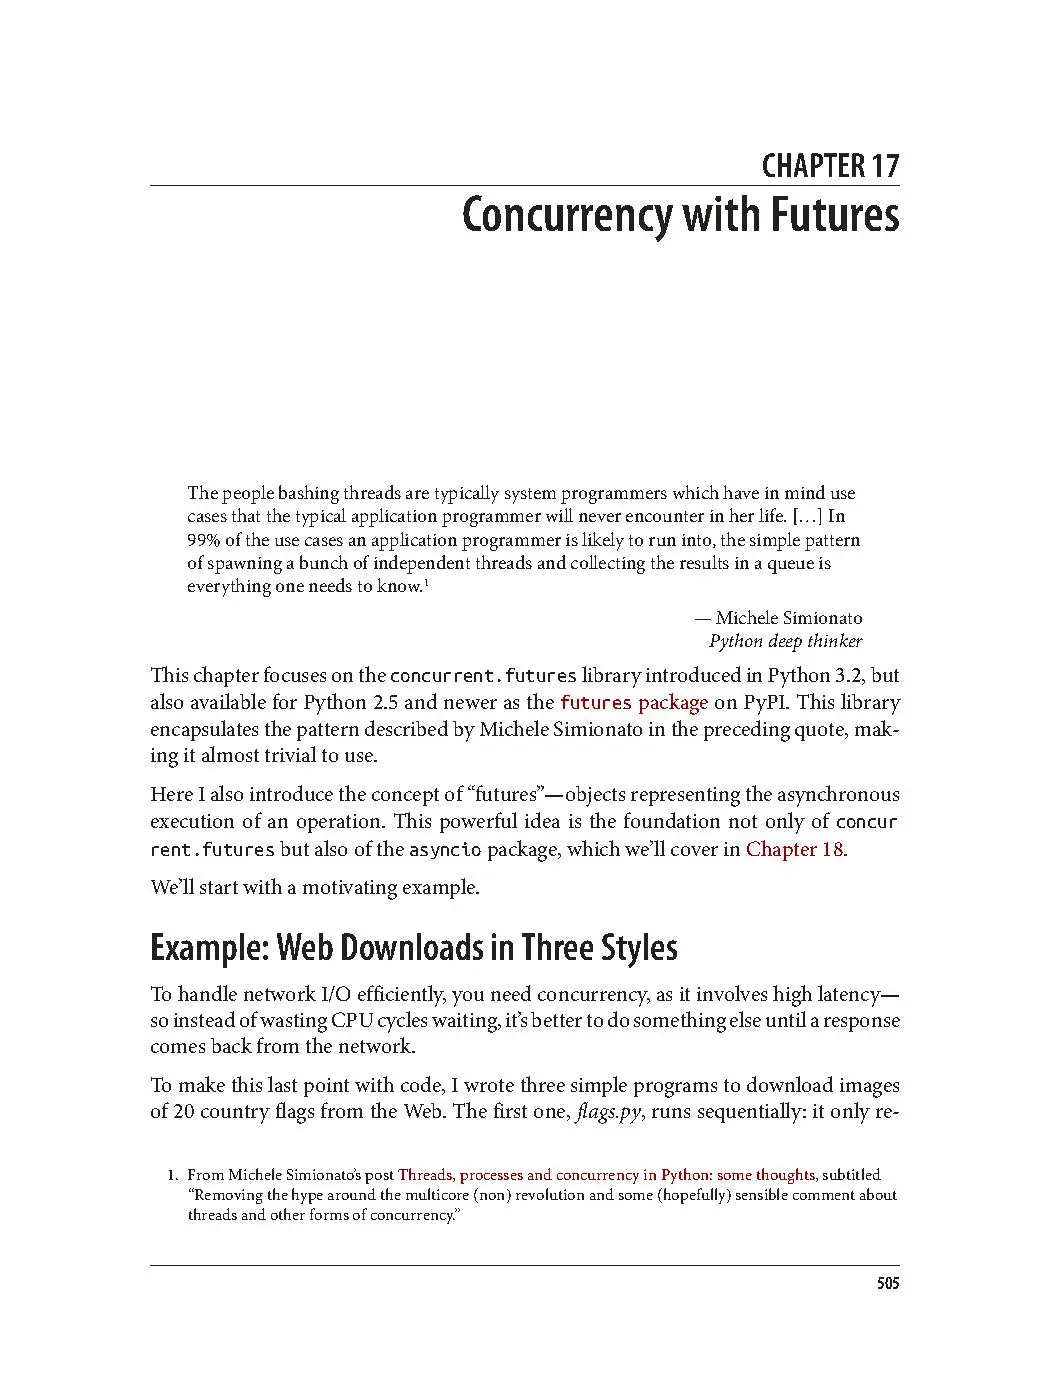 CHAPTER 17
Concurrency with Futures
The people bashing threads are typically system programmers which have in mind use
cases that the typical application programmer will never encounter in her life. […] In
99% of the use cases an application programmer is likely to run into, the simple pattern
of spawning a bunch of independent threads and collecting the results in a queue is
everything one needs to know.¹
— Michele Simionato
Python deep thinker
This chapter focuses on the concurrent.futures library introduced in Python 3.2, but
also available for Python 2.5 and newer as the futures package on PyPI. This library
encapsulates the pattern described by Michele Simionato in the preceding quote, mak-
ing it almost trivial to use.
Here I also introduce the concept of “futures”—objects representing the asynchronous
execution of an operation. This powerful idea is the foundation not only of concur
rent.futures but also of the asyncio package, which we’ll cover in Chapter 18.
We’ll start with a motivating example.
Example: Web Downloads in Three Styles
To handle network I/O efficiently, you need concurrency, as it involves high latency—
so instead of wasting CPU cycles waiting, it’s better to do something else until a response
comes back from the network.
To make this last point with code, I wrote three simple programs to download images
of 20 country flags from the Web. The first one, flags.py, runs sequentially: it only re-
1. From Michele Simionato’s post Threads, processes and concurrency in Python: some thoughts, subtitled
“Removing the hype around the multicore (non) revolution and some (hopefully) sensible comment about
threads and other forms of concurrency.”
505